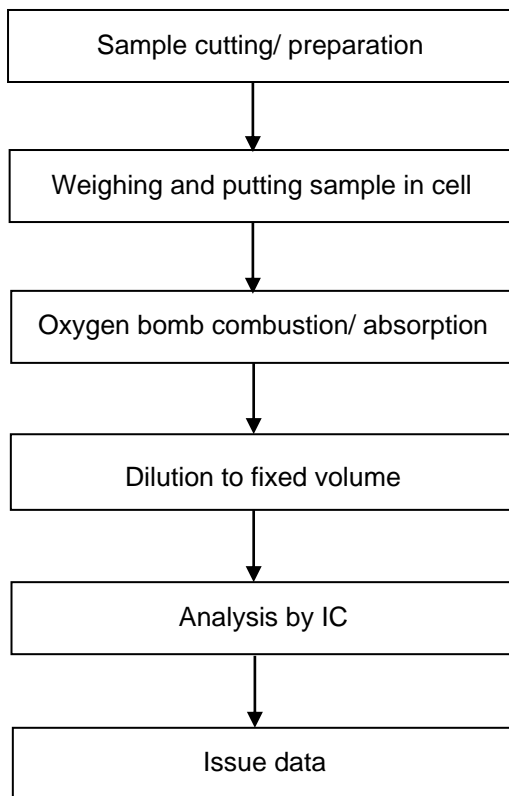 Sample cutting/ preparation
Weighing and putting sample in cell
Oxygen bomb combustion/ absorption
Dilution to fixed volume
Analysis by IC
Issue data